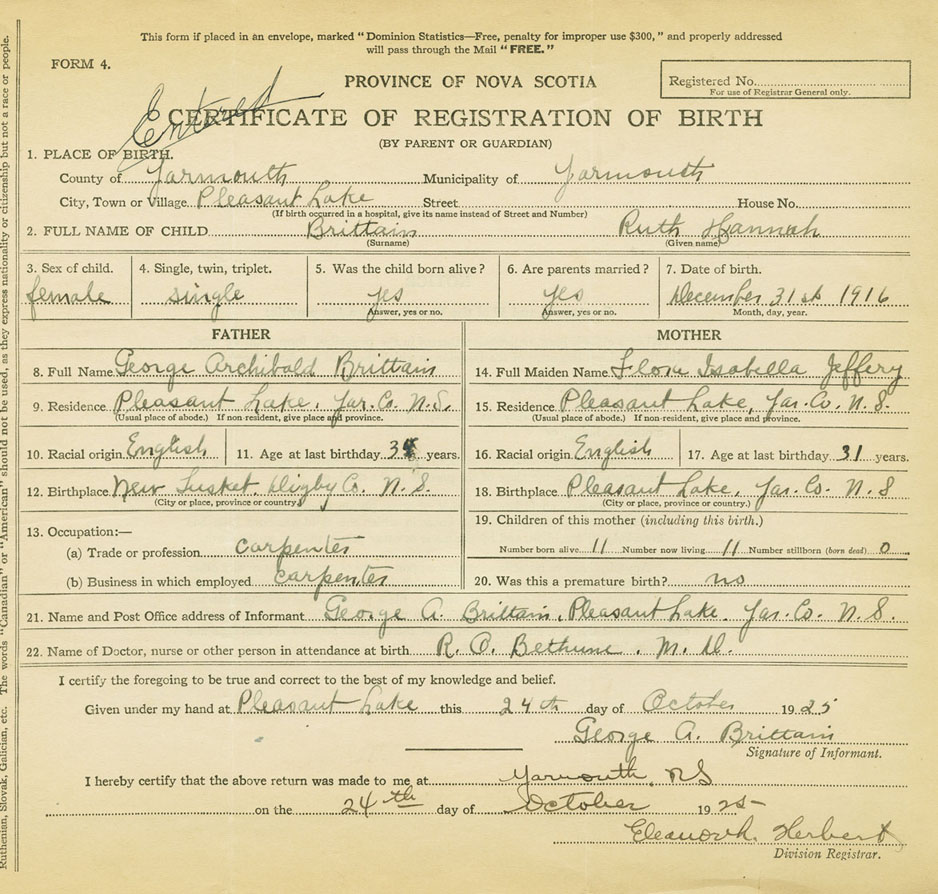 This form if placed in an envelope, marked "Dominion Statistics—Free, penalty for improper use $300," and properly addressed
will pass through the Mail "FREE."
FORM 4.
PROVINCE OF NOVA SCOTIA
Registered No.
For use of Registrar General only.
Entered
CERTIFICATE OF REGISTRATION OF BIRTH
(BY PARENT OR GUARDIAN)
1. PLACE OF BIRTH.
County of Yarmouth Municipality of Yarmouth
City, Town or Village Pleasant Lake Street House No.
(If birth occurred in a hospital, give its name instead of Street and Number)
2. FULL NAME OF CHILD Brittain Ruth Hannah
(Surname) (Given name)
3. Sex of child. 4. Single, twin, triplet. 5. Was the child born alive? 6. Are parents married? 7. Date of birth.
female single yes yes December 31st 1916
Answer, yes or no. Answer, yes or no. Month, day, year.
FATHER
8. Full Name George Archibald Brittain
9. Residence Pleasant Lake, Yar. Co. N.S.
(Usual place of abode.) If non-resident, give place and province.
10. Racial origin English 11. Age at last birthday 3 years.
12. Birthplace New Tusket, Digby Co. N.S.
(City or place, province or country)
13. Occupation:—
(a) Trade or profession carpenter
(b) Business in which employed carpenter
MOTHER
14. Full Maiden Name Flora Isabella Jeffery
15. Residence Pleasant Lake, Yar. Co. N.S.
(Usual place of abode.) If non-resident, give place and province.
16. Racial origin English 17. Age at last birthday 31 years.
18. Birthplace Pleasant Lake, Yar. Co. N.S
(City or place, province or country.)
19. Children of this mother (including this birth.)
Number born alive 11 Number now living 11 Number stillborn (born dead) 0
20. Was this a premature birth? no
21. Name and Post Office address of Informant George A. Brittain, Pleasant Lake Yar. Co. N.S.
22. Name of Doctor, nurse or other person in attendance at birth R. O. Bethune. M.D.
I certify the foregoing to be true and correct to the best of my knowledge and belief.
Given under my hand at Pleasant Lake this 24th day of October 1925
George A. Brittain
Signature of Informant.
I hereby certify that the above return was made to me at Yarmouth NS
on the 24th day of October 1925
Eleanor h. Herbert
Division Registrar.
Ruthenian, Slovak, Galician, etc. The words "Canadian" or "American" should not be used, as they express nationality or citizenship but not a race or people.